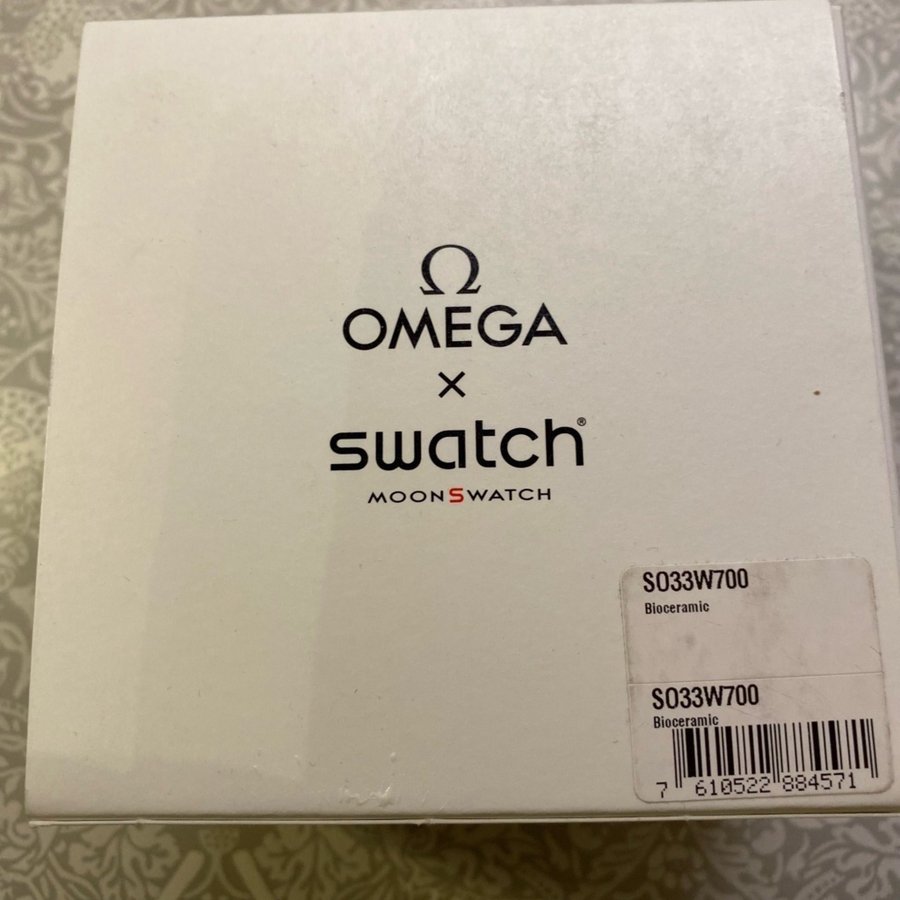 Ω
OMEGA
×
swatch®
MOONSWATCH
SO33W700
Bioceramic
SO33W700
Bioceramic
7 610522 884571